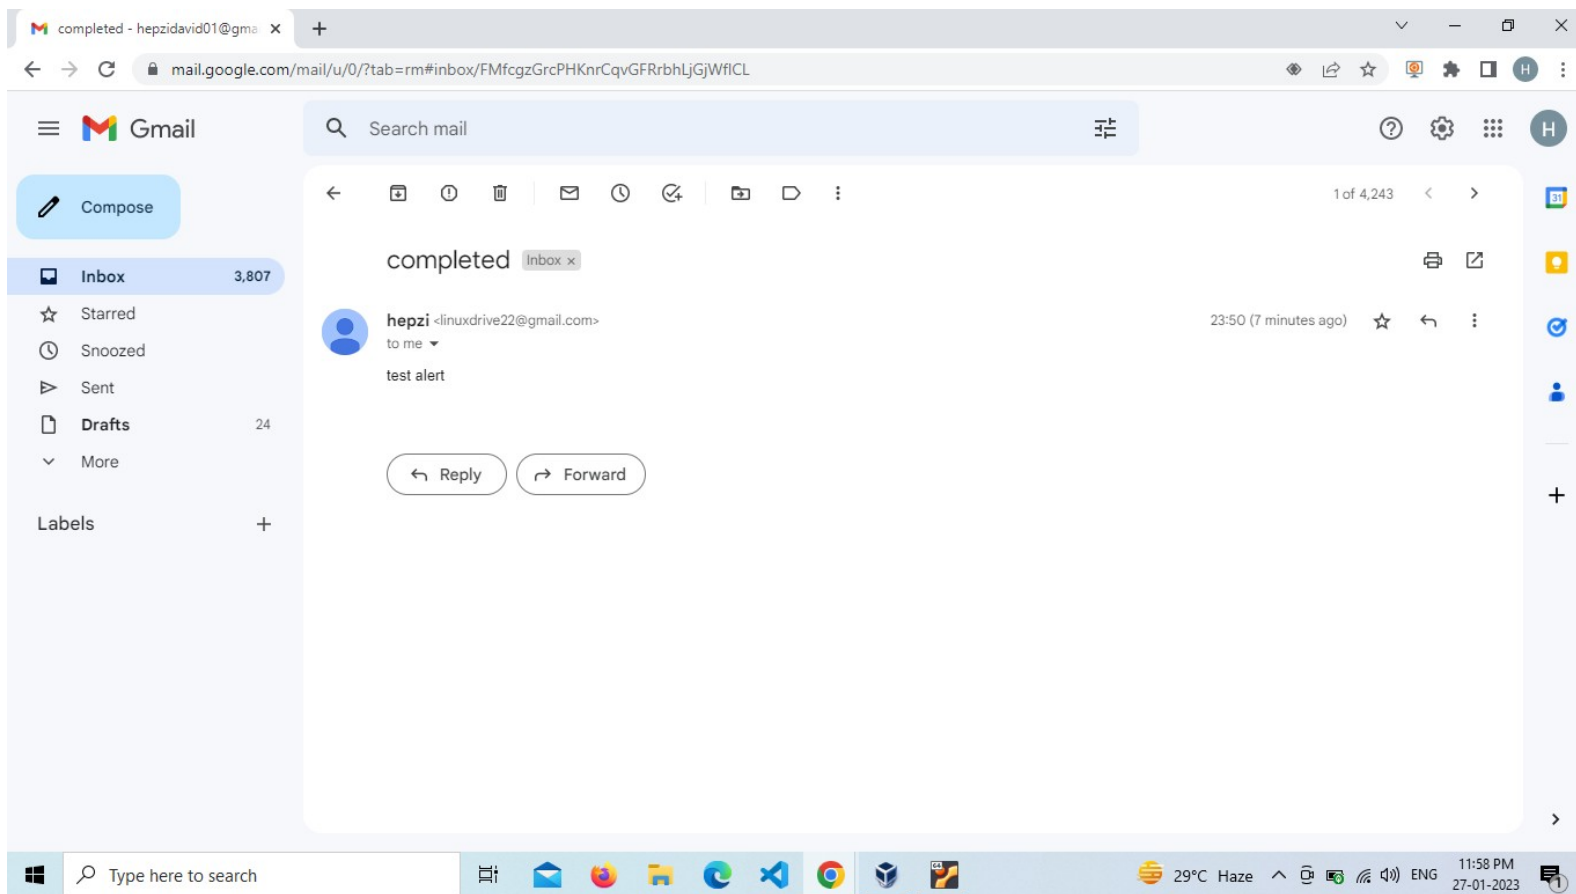 completed - hepzidavid01@gma
mail.google.com/mail/u/0/?tab=rm#inbox/FMfcgzGrcPHKnrCqvGFRrbhLjGjWflCL
H
Gmail
Search mail
H
Compose
1 of 4,243
31
completed Inbox x
Inbox 3,807
Starred
hepzi <linuxdrive22@gmail.com> 23:50 (7 minutes ago)
to me
Snoozed
test alert
Sent
Drafts 24
More
Reply Forward
Labels
Type here to search
29°C Haze ENG 11:58 PM
27-01-2023
1